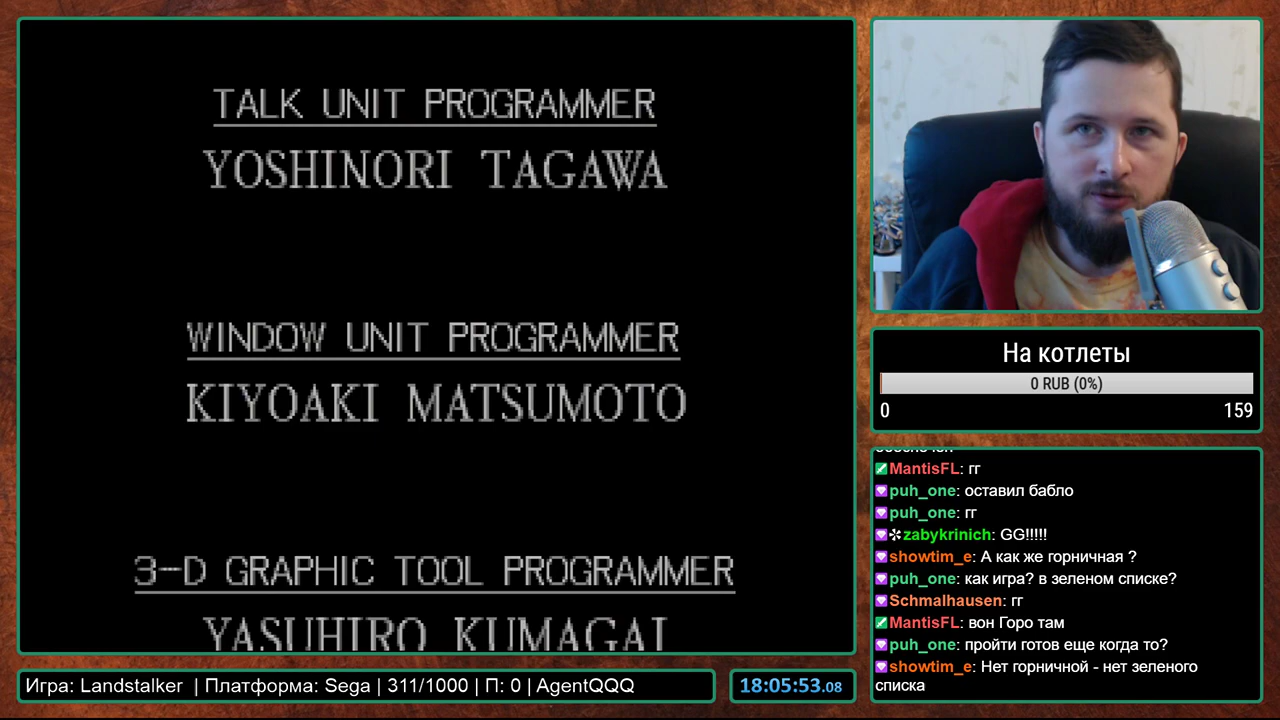 TALK UNIT PROGRAMMER
YOSHINORI TAGAWA
WINDOW UNIT PROGRAMMER
KIYOAKI MATSUMOTO
3-D GRAPHIC TOOL PROGRAMMER
YASUHIRO KUMAGAI
На котлеты
0 RUB (0%)
0 159
MantisFL: гг
puh_one: оставил бабло
puh_one: гг
zabykrinich: GG!!!!!
showtim_e: А как же горничная ?
puh_one: как игра? в зеленом списке?
Schmalhausen: гг
MantisFL: вон Горо там
puh_one: пройти готов еще когда то?
showtim_e: Нет горничной - нет зеленого
списка
Игра: Landstalker | Платформа: Sega | 311/1000 | П: 0 | AgentQQQ
18:05:53.08